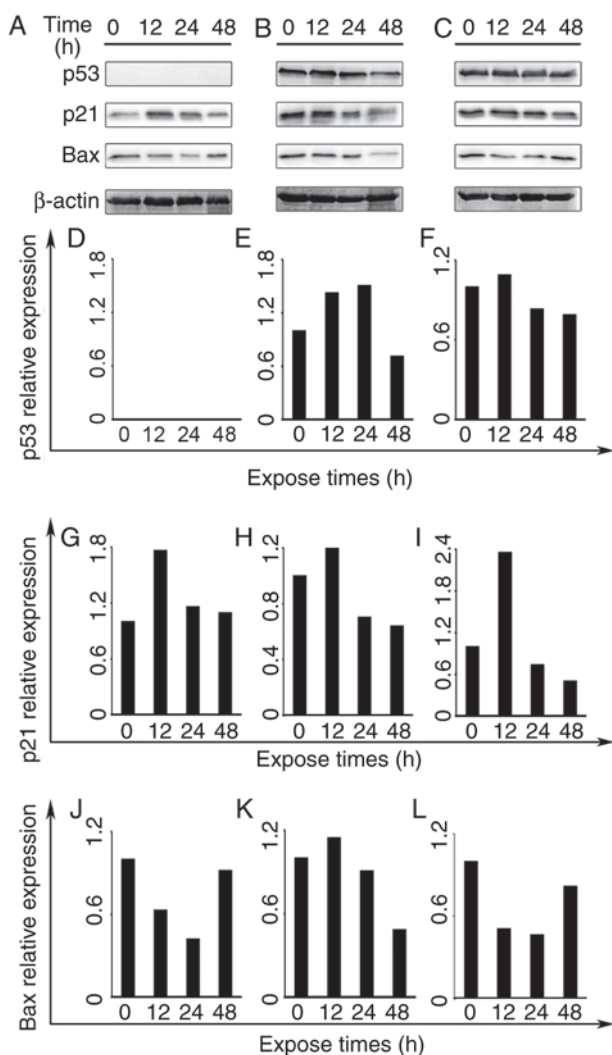 A Time 0 12 24 48 B 0 12 24 48 C 0 12 24 48
(h)
p53
p21
Bax
β-actin
D E F
p53 relative expression
0 0.6 1.2 1.8
0 12 24 48
0 0.6 1.2 1.8
0 12 24 48
0 0.6 1.2
0 12 24 48
Expose times (h)
G H I
p21 relative expression
0 0.6 1.2 1.8
0 12 24 48
0 0.4 0.8 1.2
0 12 24 48
0 0.6 1.2 1.8 2.4
0 12 24 48
Expose times (h)
J K L
Bax relative expression
0 0.6 1.2
0 12 24 48
0 0.6 1.2
0 12 24 48
0 0.6 1.2
0 12 24 48
Expose times (h)